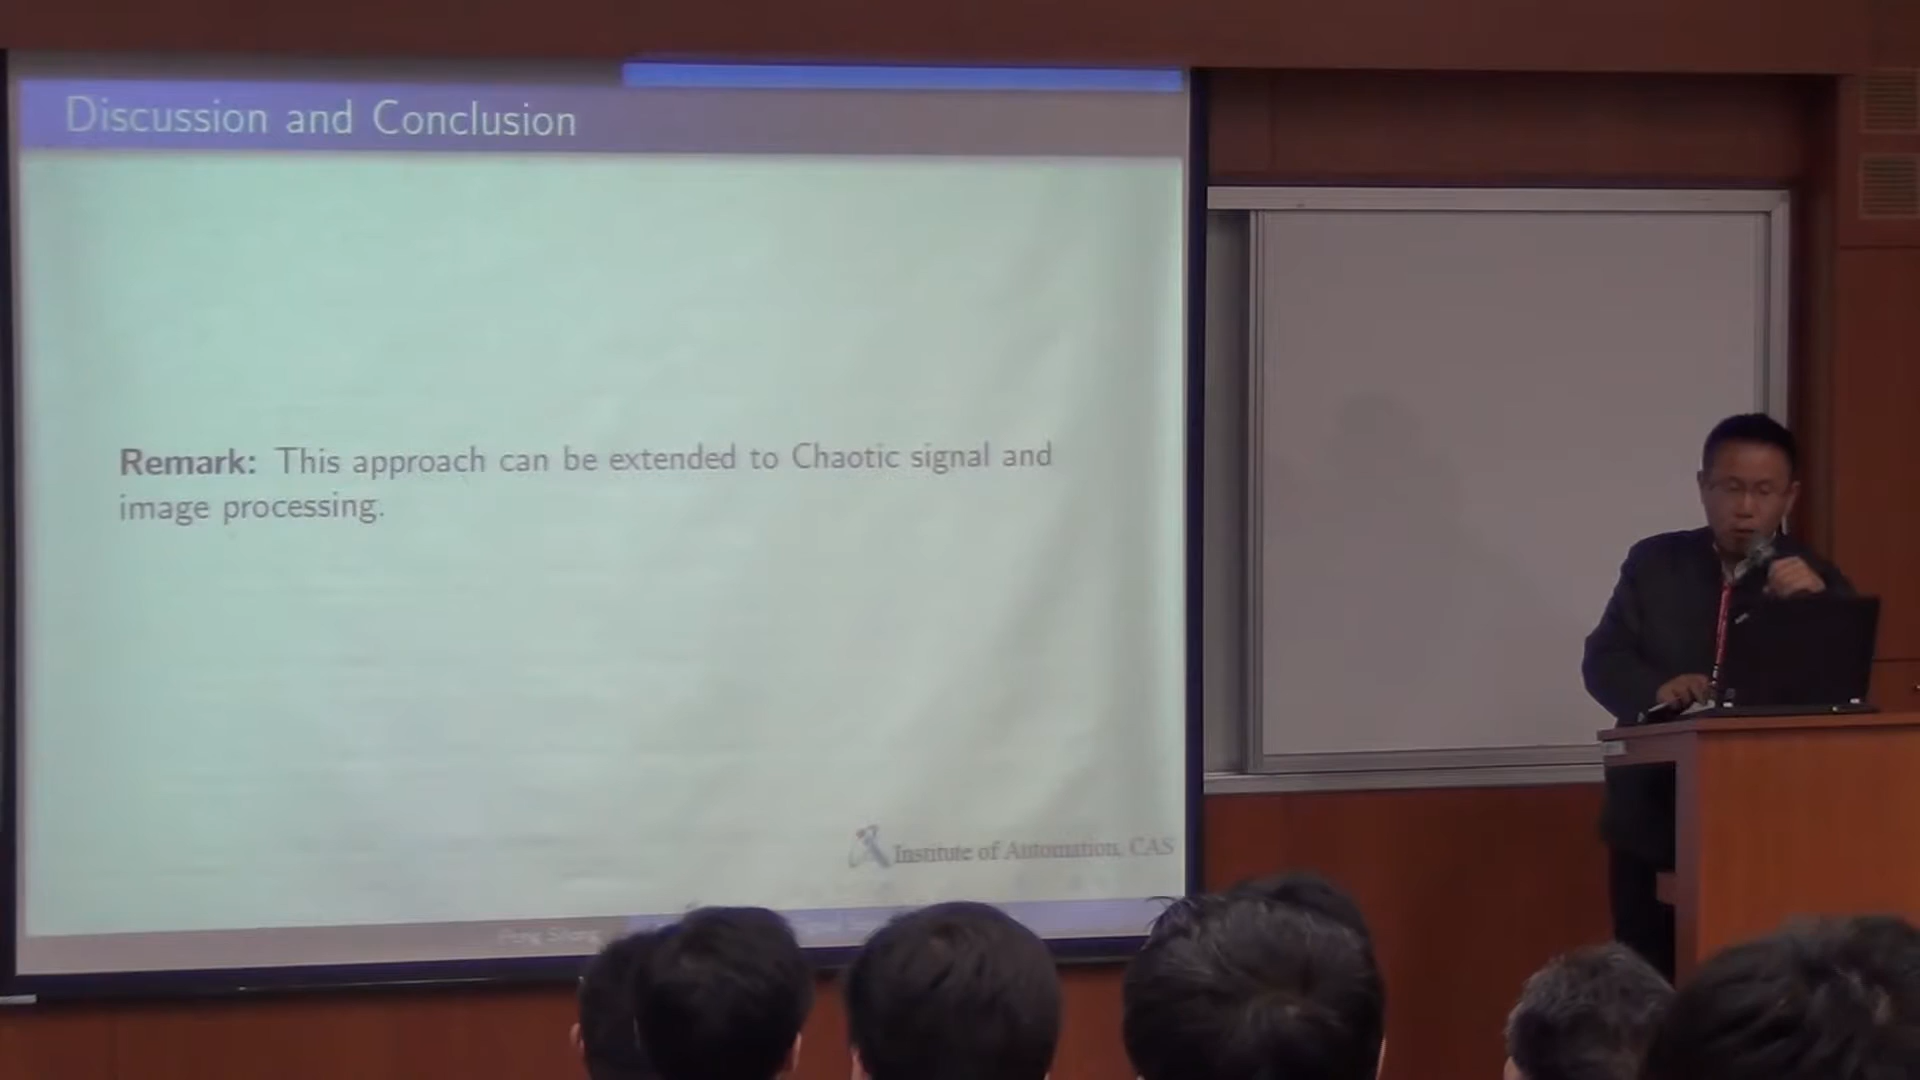 Discussion and Conclusion
Remark: This approach can be extended to Chaotic signal and
image processing.
Institute of Automation, CAS